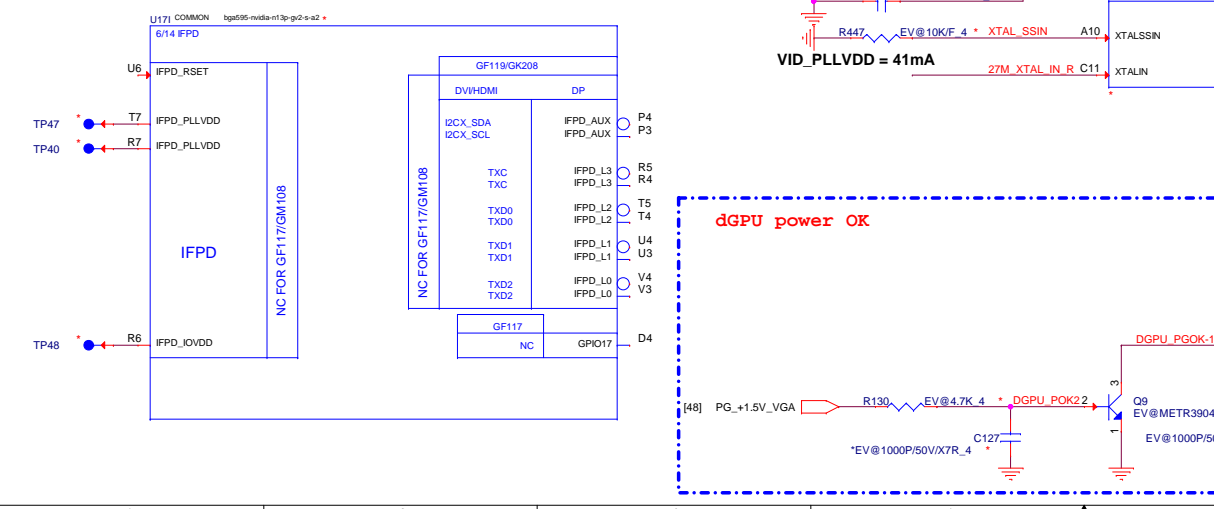 U17I COMMON bga595-nvidia-n13p-gv2-s-a2 *
6/14 IFPD
U6 IFPD_RSET
TP47 * T7 IFPD_PLLVDD
TP40 * R7 IFPD_PLLVDD
IFPD
NC FOR GF117/GM108
TP48 * R6 IFPD_IOVDD
NC FOR GF117/GM108
GF119/GK208
DVI/HDMI DP
I2CX_SDA IFPD_AUX P4
I2CX_SCL IFPD_AUX P3
TXC IFPD_L3 R5
TXC IFPD_L3 R4
TXD0 IFPD_L2 T5
TXD0 IFPD_L2 T4
TXD1 IFPD_L1 U4
TXD1 IFPD_L1 U3
TXD2 IFPD_L0 V4
TXD2 IFPD_L0 V3
GF117
NC GPIO17 D4
R447 EV@10K/F_4 * XTAL_SSIN A10 XTALSSIN
VID_PLLVDD = 41mA
27M_XTAL_IN_R C11 XTALIN
*
dGPU power OK
DGPU_PGOK-1
[48] PG_+1.5V_VGA R130 EV@4.7K_4 * DGPU_POK2 2
3
Q9
EV@METR3904
1
C127
*EV@1000P/50V/X7R_4 *
EV@1000P/5